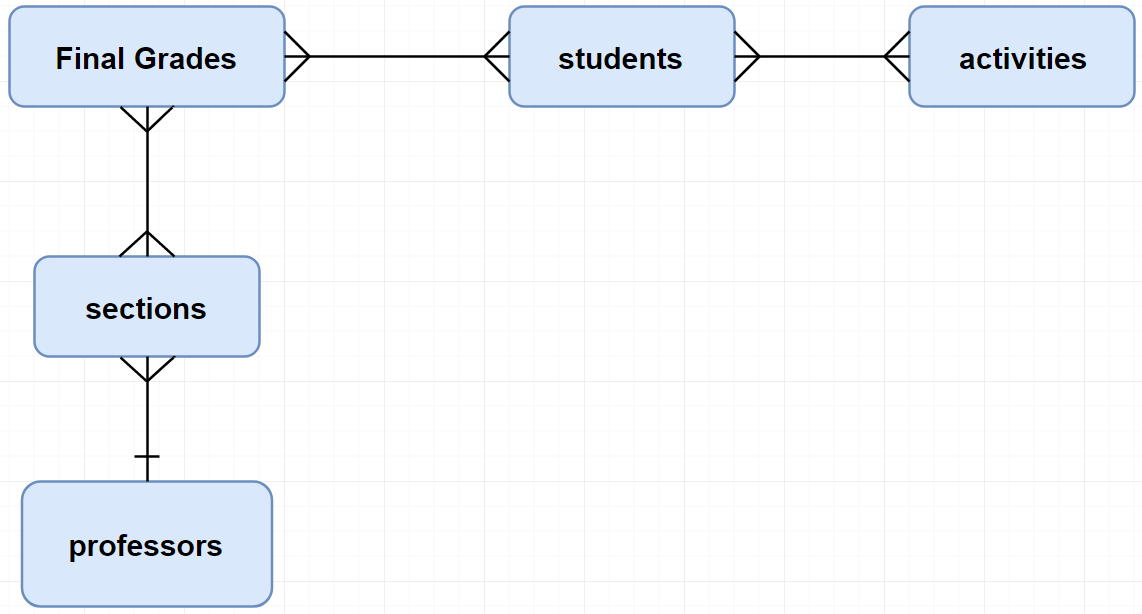 Final Grades
students
activities
sections
professors